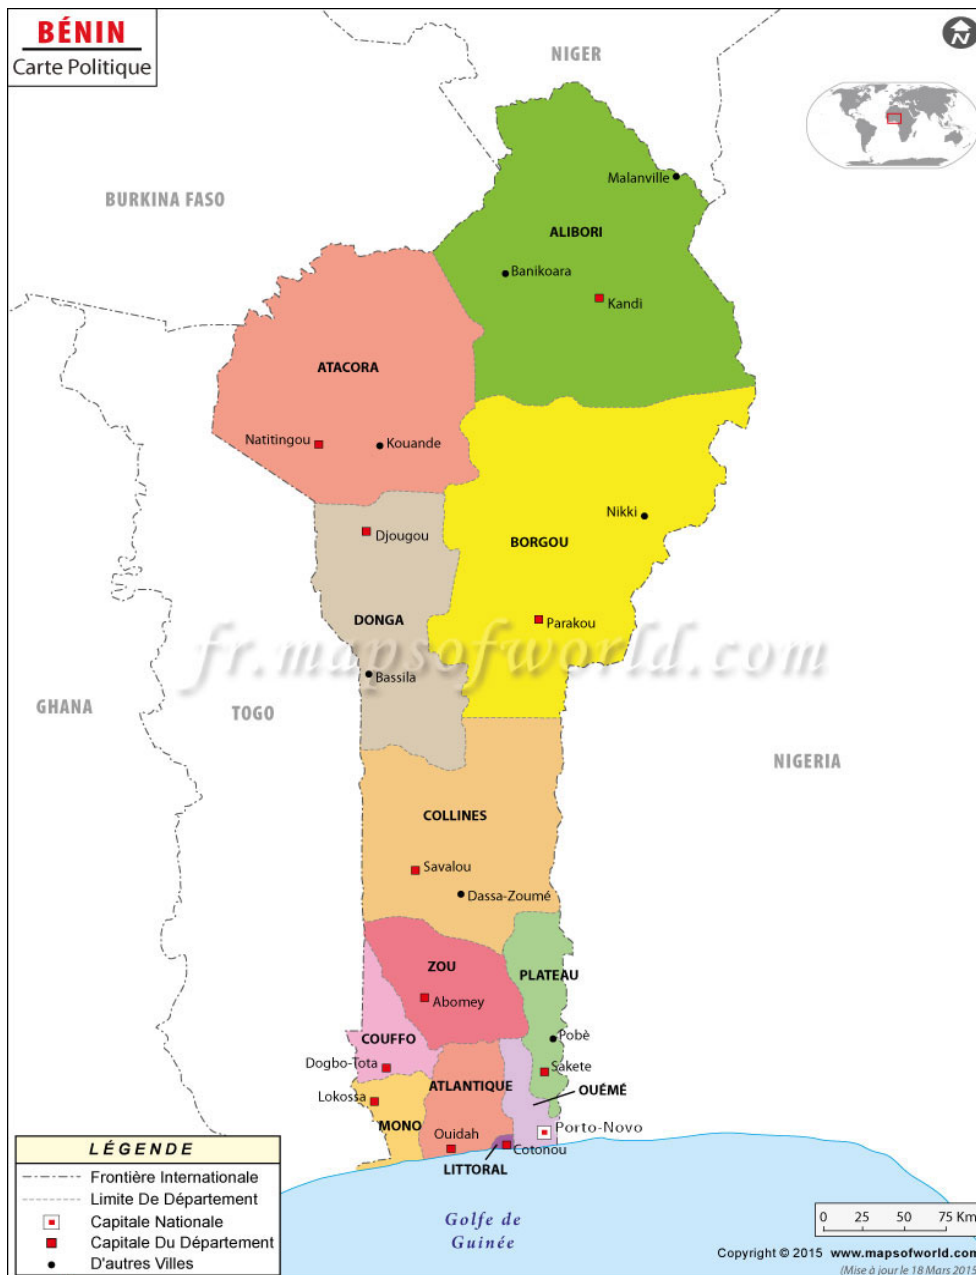 BÉNIN
Carte Politique
N
NIGER
BURKINA FASO
Malanville
ALIBORI
Banikoara
Kandi
ATACORA
Natitingou
Kouande
Nikki
Djougou
BORGOU
DONGA
Parakou
fr.mapsofworld.com
Bassila
GHANA
TOGO
NIGERIA
COLLINES
Savalou
Dassa-Zoumé
ZOU
PLATEAU
Abomey
COUFFO
Pobè
Dogbo-Tota
Sakete
ATLANTIQUE
OUÉMÉ
Lokossa
MONO
Porto-Novo
Ouidah
Cotonou
LITTORAL
LÉGENDE
Frontière Internationale
Limite De Département
Capitale Nationale
Capitale Du Département
D'autres Villes
Golfe de
Guinée
0 25 50 75 Km
Copyright © 2015 www.mapsofworld.com
(Mise à jour le 18 Mars 2015